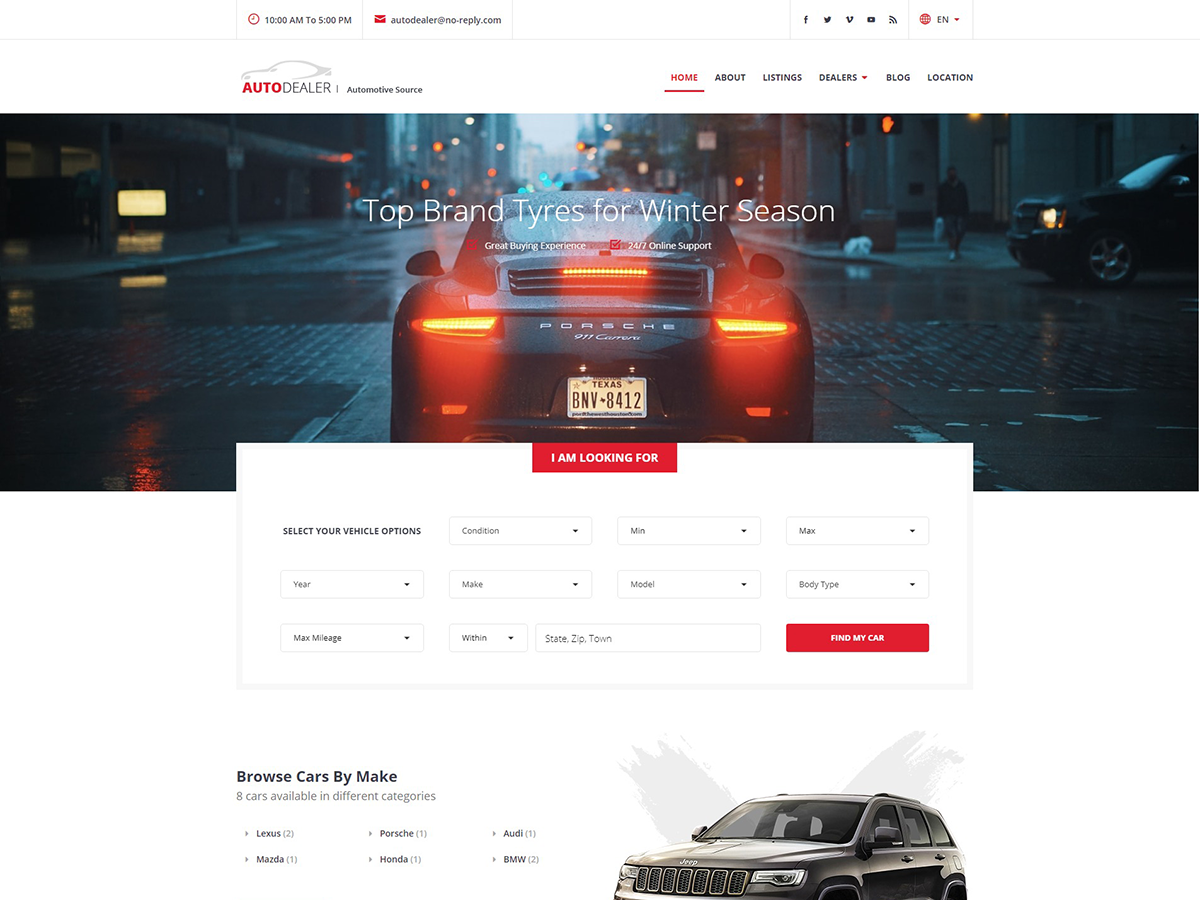 10:00 AM To 5:00 PM
autodealer@no-reply.com
EN
AUTODEALER | Automotive Source
HOME
ABOUT
LISTINGS
DEALERS
BLOG
LOCATION
Top Brand Tyres for Winter Season
Great Buying Experience
24/7 Online Support
PORSCHE
911 Carrera
TEXAS
BNV 8412
I AM LOOKING FOR
SELECT YOUR VEHICLE OPTIONS
Condition
Min
Max
Year
Make
Model
Body Type
Max Mileage
Within
State, Zip, Town
FIND MY CAR
Browse Cars By Make
8 cars available in different categories
Lexus (2)
Porsche (1)
Audi (1)
Mazda (1)
Honda (1)
BMW (2)
Jeep